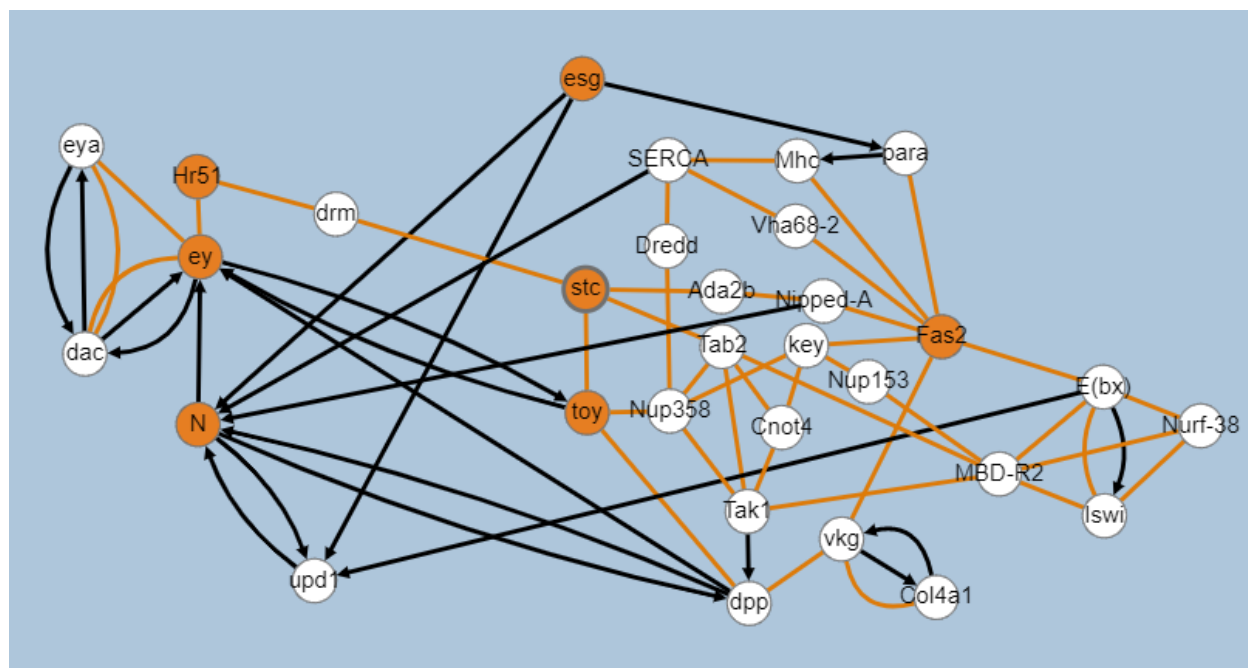 esg
eya
SERCA
Mhc
para
Hr51
drm
Vha68-2
Dredd
ey
stc
Ada2b
Nipped-A
Fas2
dac
Tab2
key
Nup153
E(bx)
N
toy
Nup358
Cnot4
Nurf-38
MBD-R2
Tak1
Iswi
vkg
upd1
dpp
Col4a1